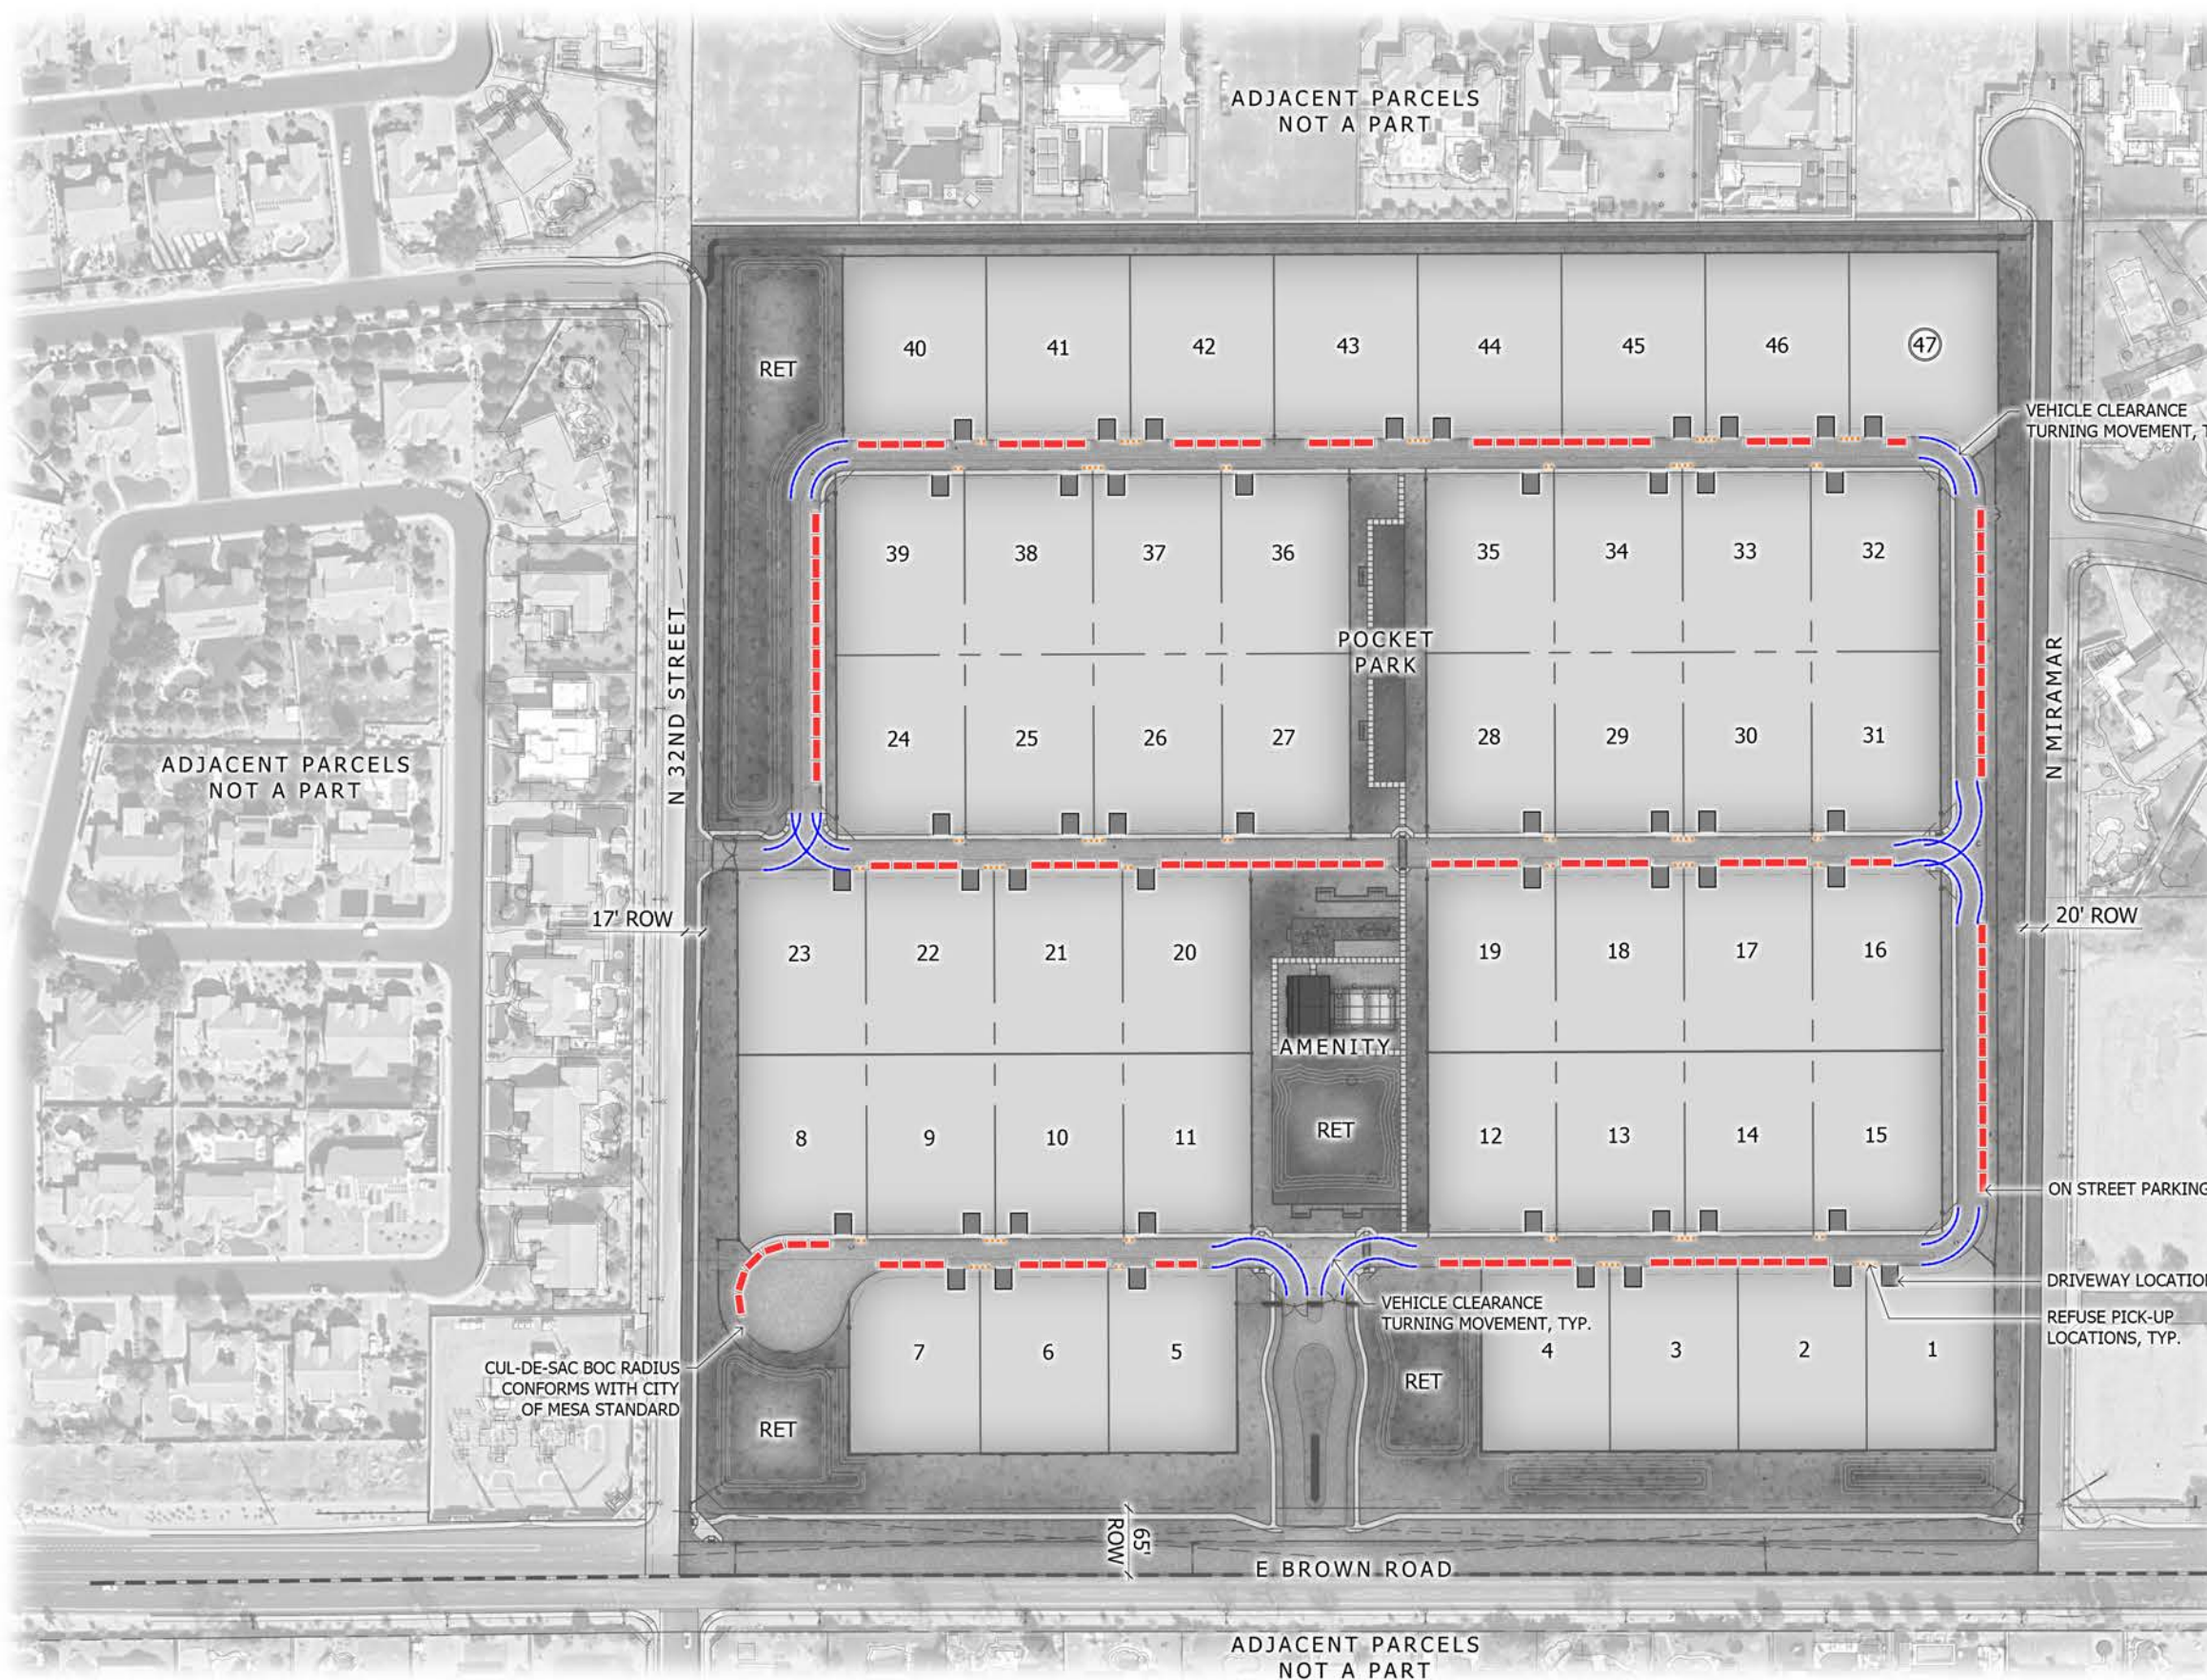 ADJACENT PARCELS
NOT A PART
40
41
42
43
44
45
46
47
RET
VEHICLE CLEARANCE
TURNING MOVEMENT,
39
38
37
36
35
34
33
32
POCKET
PARK
N 32ND STREET
N MIRAMAR
24
25
26
27
28
29
30
31
ADJACENT PARCELS
NOT A PART
17' ROW
20' ROW
23
22
21
20
19
18
17
16
AMENITY
RET
8
9
10
11
12
13
14
15
ON STREET PARKING
DRIVEWAY LOCATION
REFUSE PICK-UP
LOCATIONS, TYP.
VEHICLE CLEARANCE
TURNING MOVEMENT, TYP.
CUL-DE-SAC BOC RADIUS
CONFORMS WITH CITY
OF MESA STANDARD
7
6
5
4
3
2
1
RET
RET
65'
ROW
E BROWN ROAD
ADJACENT PARCELS
NOT A PART